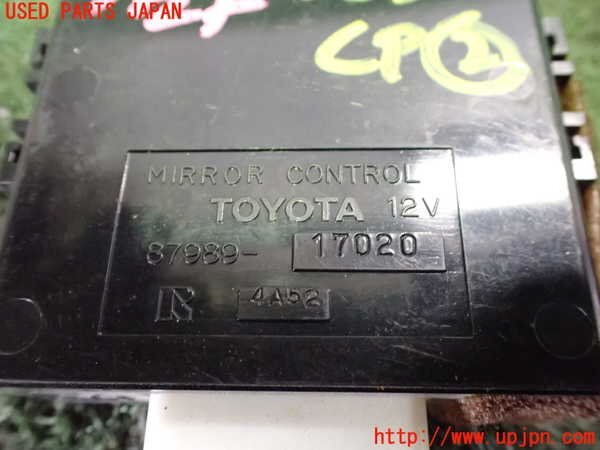 USED PARTS JAPAN
CP②
MIRROR CONTROL
TOYOTA 12V
87989- 17020
4A52
http://www.upjpn.com/